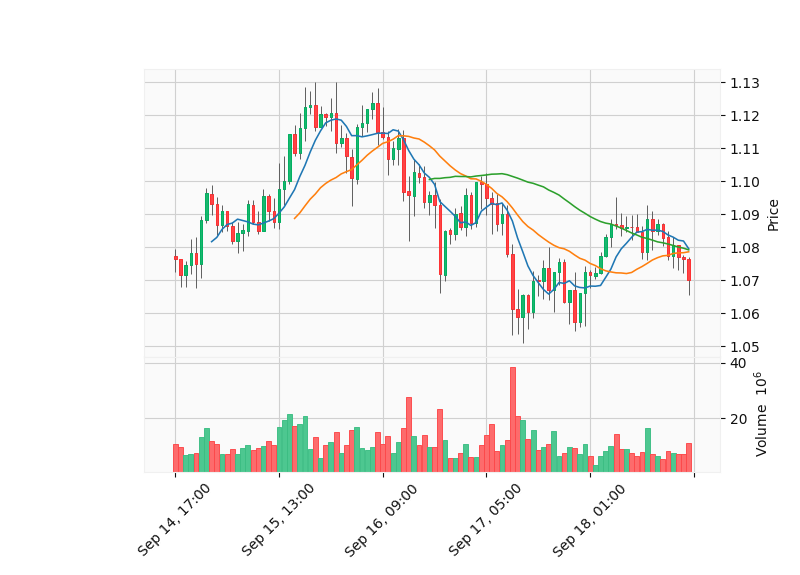 1.13
1.12
1.11
1.10
1.09
1.08
1.07
1.06
1.05
Price
40
20
Volume 10^6
Sep 14, 17:00
Sep 15, 13:00
Sep 16, 09:00
Sep 17, 05:00
Sep 18, 01:00